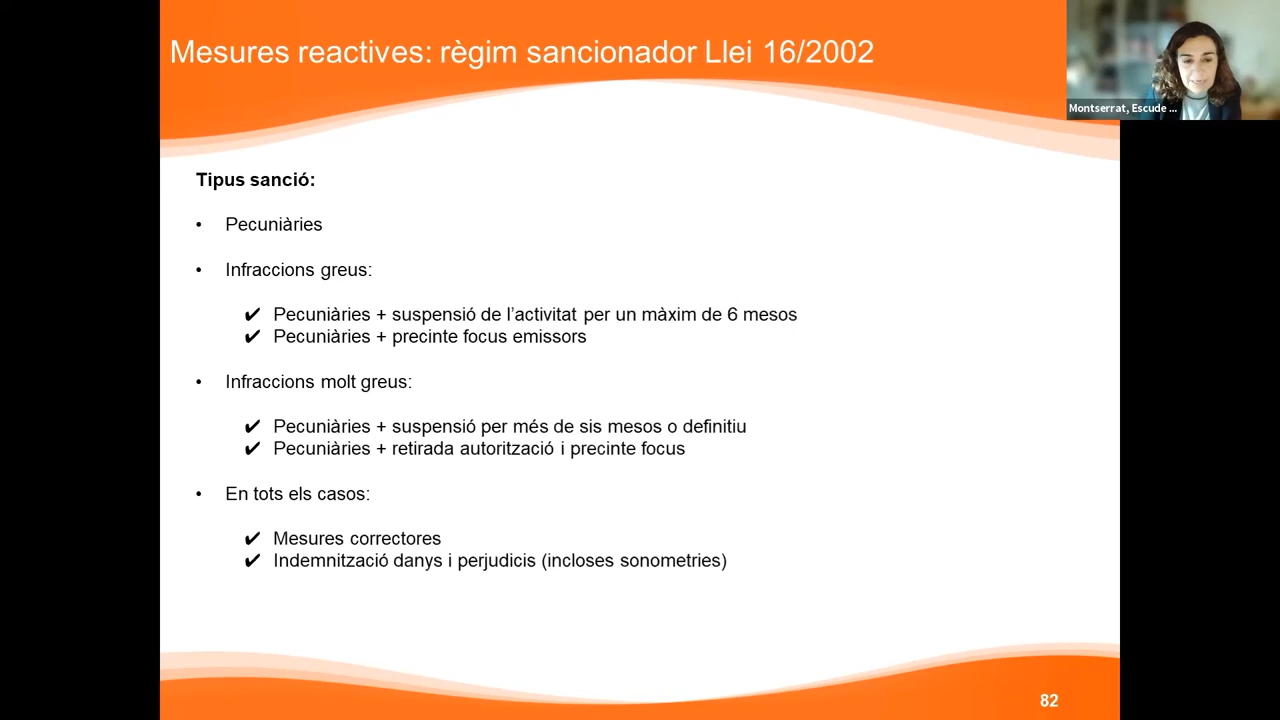 Mesures reactives: règim sancionador Llei 16/2002
Montserrat, Escude ...
Tipus sanció:
• Pecuniàries
• Infraccions greus:
✔ Pecuniàries + suspensió de l’activitat per un màxim de 6 mesos
✔ Pecuniàries + precinte focus emissors
• Infraccions molt greus:
✔ Pecuniàries + suspensió per més de sis mesos o definitiu
✔ Pecuniàries + retirada autorització i precinte focus
• En tots els casos:
✔ Mesures correctores
✔ Indemnització danys i perjudicis (incloses sonometries)
82